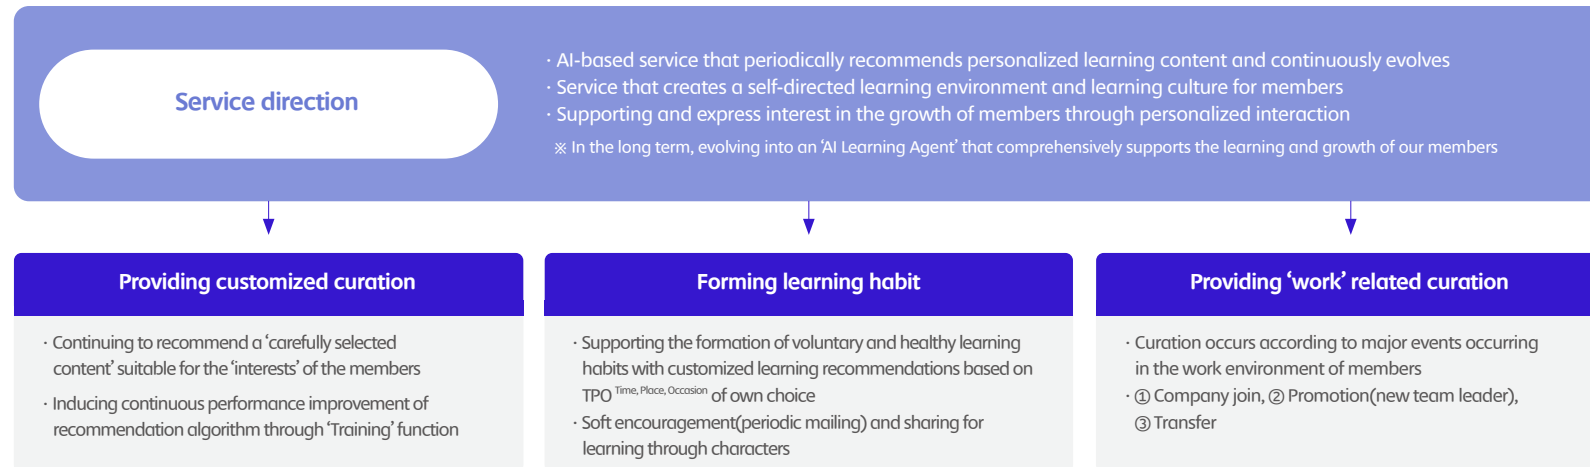 Service direction
· AI-based service that periodically recommends personalized learning content and continuously evolves
· Service that creates a self-directed learning environment and learning culture for members
· Supporting and express interest in the growth of members through personalized interaction
※ In the long term, evolving into an ‘AI Learning Agent’ that comprehensively supports the learning and growth of our members
Providing customized curation
· Continuing to recommend a ‘carefully selected
content’ suitable for the ‘interests’ of the members
· Inducing continuous performance improvement of
recommendation algorithm through ‘Training’ function
Forming learning habit
· Supporting the formation of voluntary and healthy learning
habits with customized learning recommendations based on
TPO Time, Place, Occasion of own choice
· Soft encouragement(periodic mailing) and sharing for
learning through characters
Providing ‘work’ related curation
· Curation occurs according to major events occurring
in the work environment of members
· ① Company join, ② Promotion(new team leader),
③ Transfer